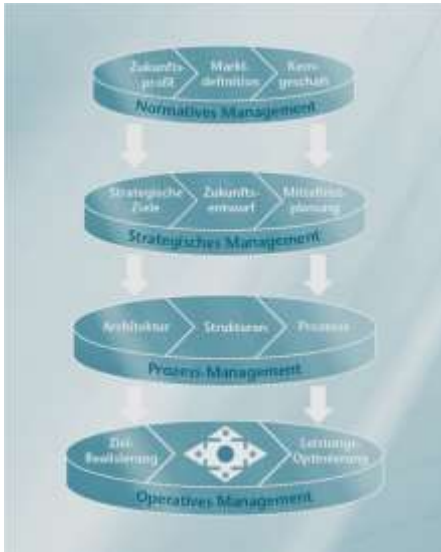 Zukunfts-
profil
Markt-
definition
Kern-
geschäft
Normatives Management
Strategische
Ziele
Zukunfts-
entwurf
Mittelfrist-
planung
Strategisches Management
Architektur
Strukturen
Prozesse
Prozess-Management
Ziel-
Realisierung
Leistungs-
Optimierung
Operatives Management